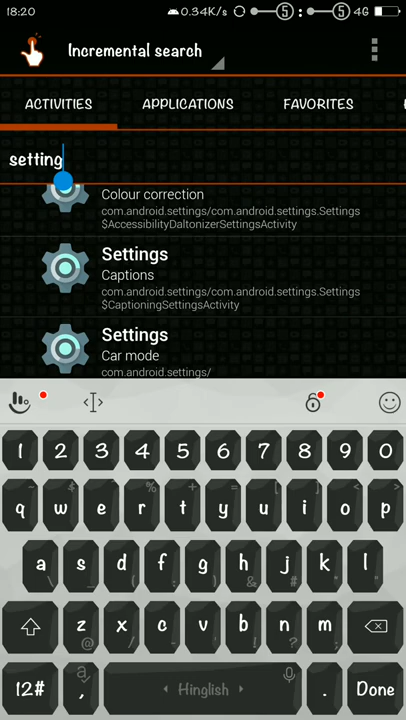 18:20
0.34K/s
5 : 5 4G
Incremental search
ACTIVITIES APPLICATIONS FAVORITES
setting
Colour correction
com.android.settings/com.android.settings.Settings
$AccessibilityDaltonizerSettingsActivity
Settings
Captions
com.android.settings/com.android.settings.Settings
$CaptioningSettingsActivity
Settings
Car mode
com.android.settings/
1 2 3 4 5 6 7 8 9 0
q w e r t y u i o p
a s d f g h j k l
z x c v b n m
12# , Hinglish . Done